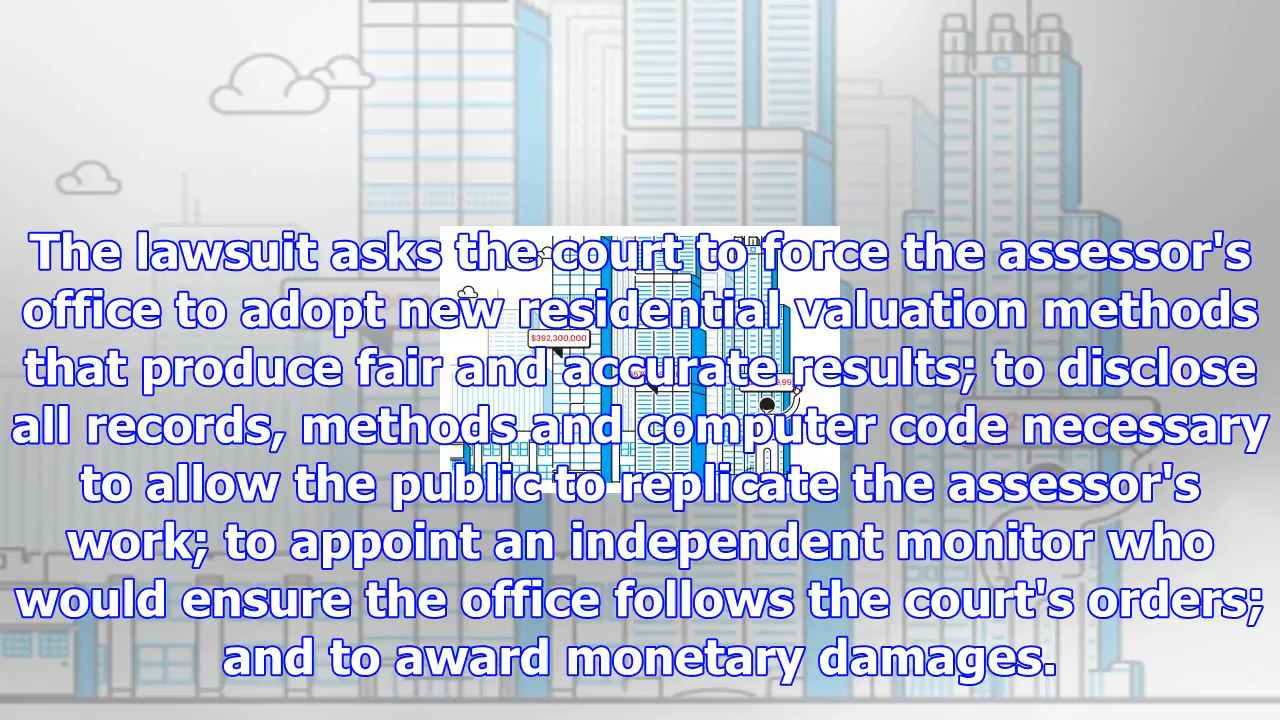 The lawsuit asks the court to force the assessor's
office to adopt new residential valuation methods
$392,300,000
that produce fair and accurate results; to disclose
all records, methods and computer code necessary
to allow the public to replicate the assessor's
work; to appoint an independent monitor who
would ensure the office follows the court's orders;
and to award monetary damages.